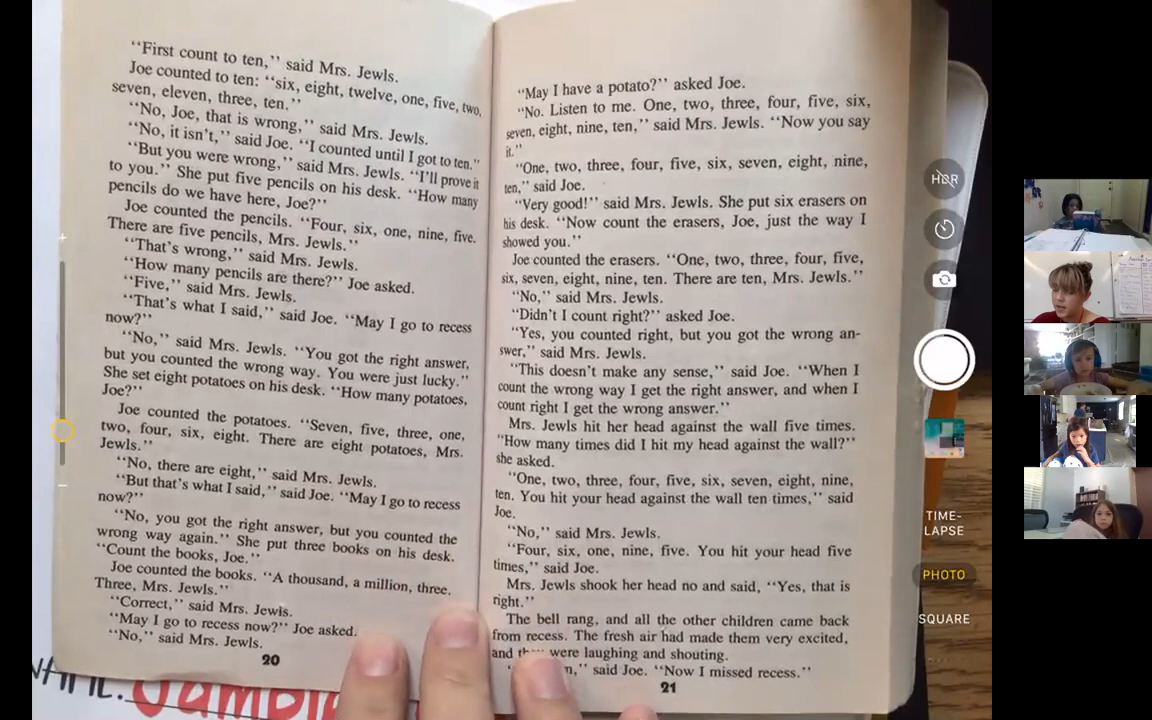 “First count to ten,” said Mrs. Jewls.
Joe counted to ten: “six, eight, twelve, one, five, two,
seven, eleven, three, ten.”
“No, Joe, that is wrong,” said Mrs. Jewls.
“No, it isn’t,” said Joe. “I counted until I got to ten.”
“But you were wrong,” said Mrs. Jewls. “I’ll prove it
to you.” She put five pencils on his desk. “How many
pencils do we have here, Joe?”
Joe counted the pencils. “Four, six, one, nine, five.
There are five pencils, Mrs. Jewls.”
“That’s wrong,” said Mrs. Jewls.
“How many pencils are there?” Joe asked.
“Five,” said Mrs. Jewls.
“That’s what I said,” said Joe. “May I go to recess
now?”
“No,” said Mrs. Jewls. “You got the right answer,
but you counted the wrong way. You were just lucky.”
She set eight potatoes on his desk. “How many potatoes,
Joe?”
Joe counted the potatoes. “Seven, five, three, one,
two, four, six, eight. There are eight potatoes, Mrs.
Jewls.”
“No, there are eight,” said Mrs. Jewls.
“But that’s what I said,” said Joe. “May I go to recess
now?”
“No, you got the right answer, but you counted the
wrong way again.” She put three books on his desk.
“Count the books, Joe.”
Joe counted the books. “A thousand, a million, three.
Three, Mrs. Jewls.”
“Correct,” said Mrs. Jewls.
“May I go to recess now?” Joe asked.
“No,” said Mrs. Jewls.
20
“May I have a potato?” asked Joe.
“No. Listen to me. One, two, three, four, five, six,
seven, eight, nine, ten,” said Mrs. Jewls. “Now you say
it.”
“One, two, three, four, five, six, seven, eight, nine,
ten,” said Joe.
“Very good!” said Mrs. Jewls. She put six erasers on
his desk. “Now count the erasers, Joe, just the way I
showed you.”
Joe counted the erasers. “One, two, three, four, five,
six, seven, eight, nine, ten. There are ten, Mrs. Jewls.”
“No,” said Mrs. Jewls.
“Didn’t I count right?” asked Joe.
“Yes, you counted right, but you got the wrong an-
swer,” said Mrs. Jewls.
“This doesn’t make any sense,” said Joe. “When I
count the wrong way I get the right answer, and when I
count right I get the wrong answer.”
Mrs. Jewls hit her head against the wall five times.
“How many times did I hit my head against the wall?”
she asked.
“One, two, three, four, five, six, seven, eight, nine,
ten. You hit your head against the wall ten times,” said
Joe.
“No,” said Mrs. Jewls.
“Four, six, one, nine, five. You hit your head five
times,” said Joe.
Mrs. Jewls shook her head no and said, “Yes, that is
right.”
The bell rang, and all the other children came back
from recess. The fresh air had made them very excited,
and were laughing and shouting.
said Joe. “Now I missed recess.”
21
HDR
TIME-
LAPSE
PHOTO
SQUARE